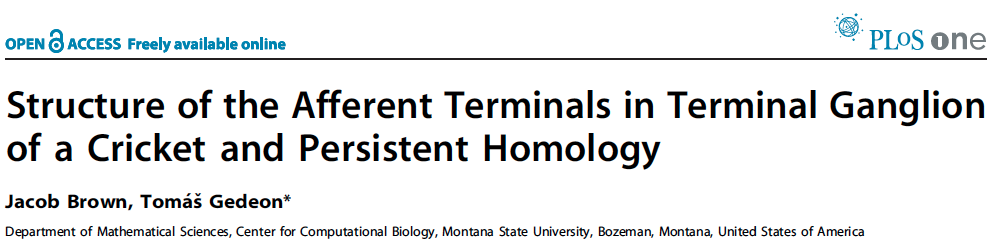 OPEN ACCESS Freely available online
PLoS one
Structure of the Afferent Terminals in Terminal Ganglion
of a Cricket and Persistent Homology
Jacob Brown, Tomáš Gedeon*
Department of Mathematical Sciences, Center for Computational Biology, Montana State University, Bozeman, Montana, United States of America